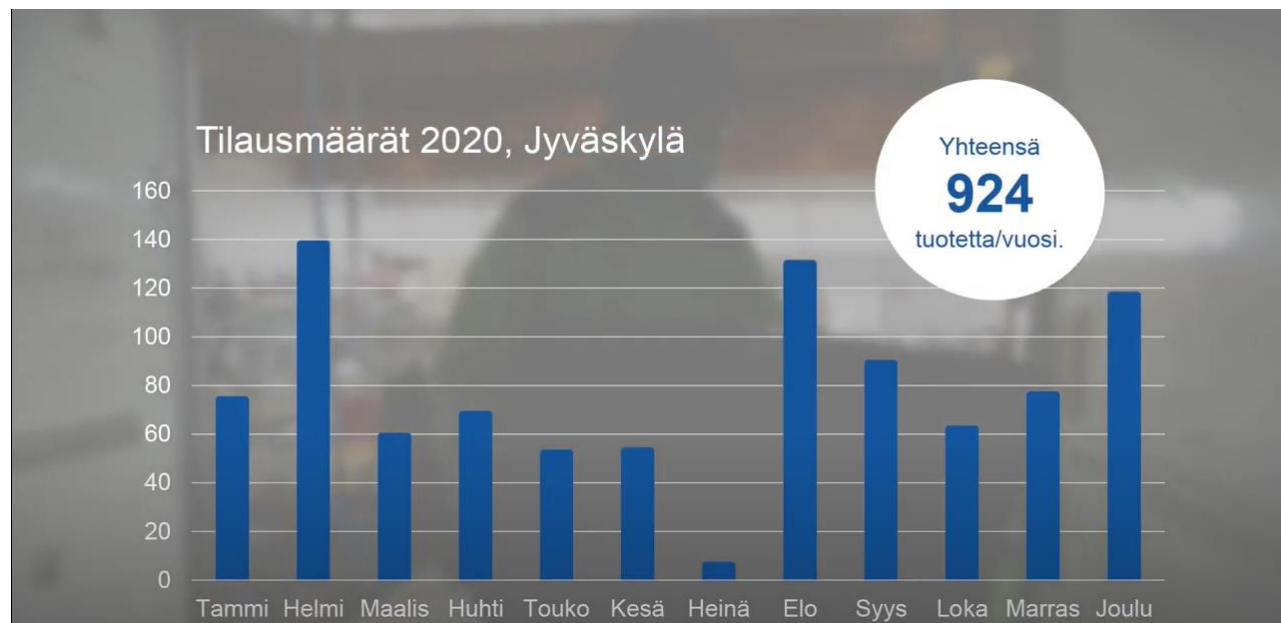 Tilausmäärät 2020, Jyväskylä
Yhteensä
924
tuotetta/vuosi.
160
140
120
100
80
60
40
20
0
Tammi Helmi Maalis Huhti Touko Kesä Heinä Elo Syys Loka Marras Joulu